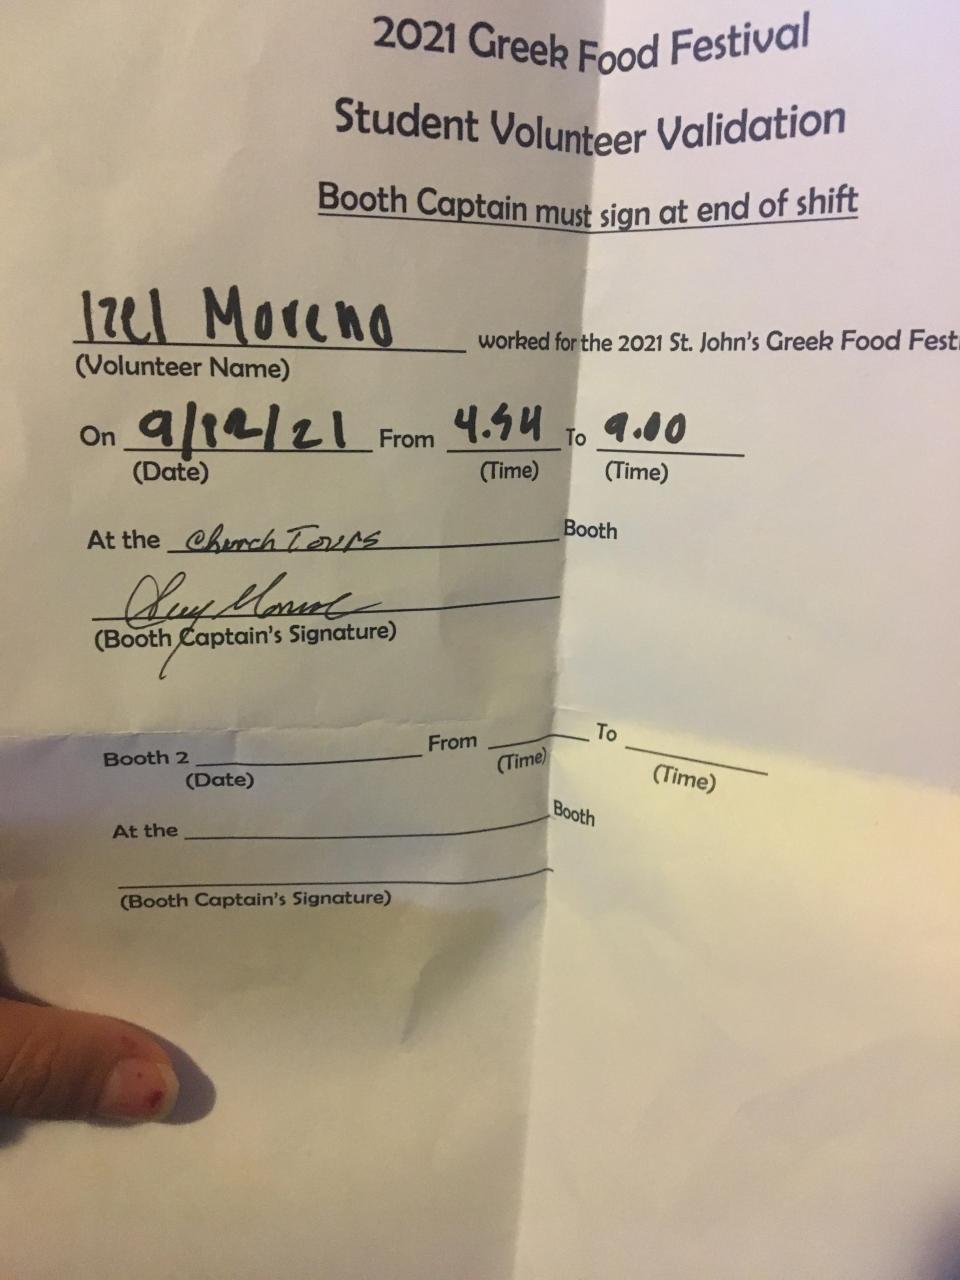 2021 Greek Food Festival
Student Volunteer Validation
Booth Captain must sign at end of shift
Izel Moreno worked for the 2021 St. John's Greek Food Fest
(Volunteer Name)
On 9/12/21 From 4.54 To 9.00
(Date) (Time) (Time)
At the Church Tours Booth
(Booth Captain's Signature)
Booth 2 From To
(Date) (Time) (Time)
At the Booth
(Booth Captain's Signature)